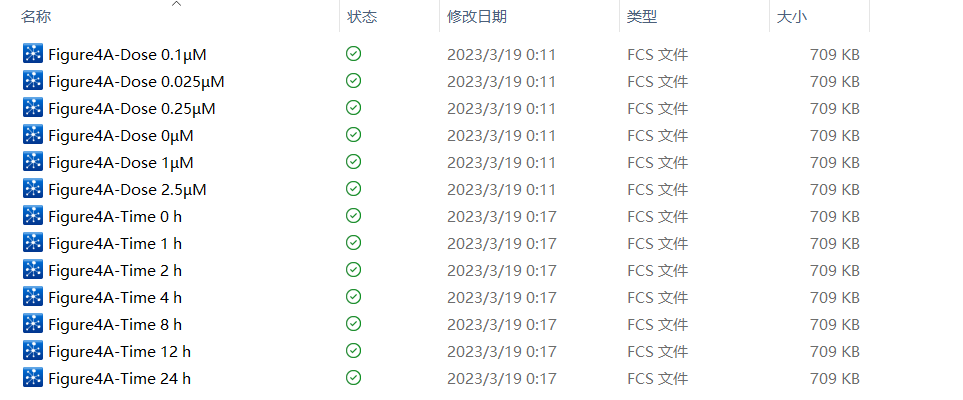 名称 状态 修改日期 类型 大小
Figure4A-Dose 0.1μM 2023/3/19 0:11 FCS 文件 709 KB
Figure4A-Dose 0.025μM 2023/3/19 0:11 FCS 文件 709 KB
Figure4A-Dose 0.25μM 2023/3/19 0:11 FCS 文件 709 KB
Figure4A-Dose 0μM 2023/3/19 0:11 FCS 文件 709 KB
Figure4A-Dose 1μM 2023/3/19 0:11 FCS 文件 709 KB
Figure4A-Dose 2.5μM 2023/3/19 0:11 FCS 文件 709 KB
Figure4A-Time 0 h 2023/3/19 0:17 FCS 文件 709 KB
Figure4A-Time 1 h 2023/3/19 0:17 FCS 文件 709 KB
Figure4A-Time 2 h 2023/3/19 0:17 FCS 文件 709 KB
Figure4A-Time 4 h 2023/3/19 0:17 FCS 文件 709 KB
Figure4A-Time 8 h 2023/3/19 0:17 FCS 文件 709 KB
Figure4A-Time 12 h 2023/3/19 0:17 FCS 文件 709 KB
Figure4A-Time 24 h 2023/3/19 0:17 FCS 文件 709 KB